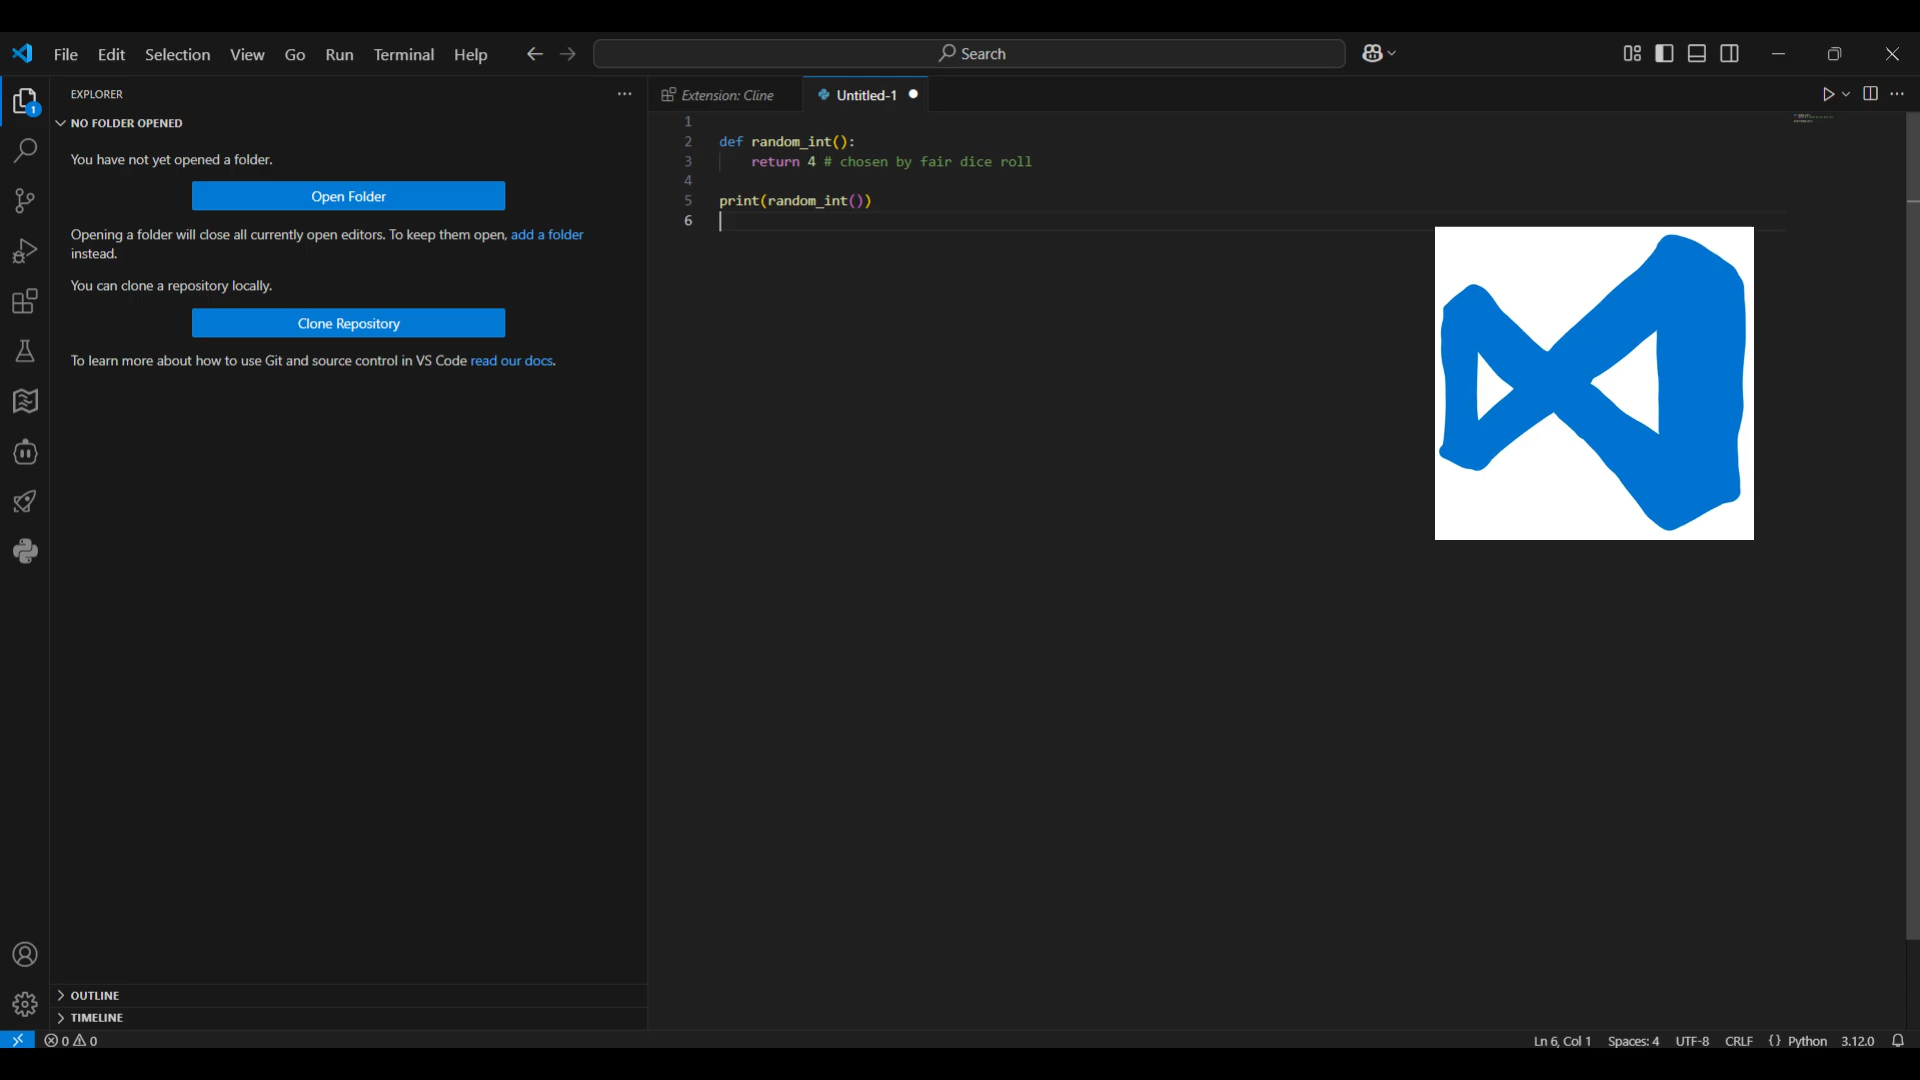 File Edit Selection View Go Run Terminal Help Search
EXPLORER
NO FOLDER OPENED
You have not yet opened a folder.
Open Folder
Opening a folder will close all currently open editors. To keep them open, add a folder
instead.
You can clone a repository locally.
Clone Repository
To learn more about how to use Git and source control in VS Code read our docs.
1
OUTLINE
TIMELINE
Extension: Cline Untitled-1
1
2 def random_int():
3 return 4 # chosen by fair dice roll
4
5 print(random_int())
6
0 0 Ln 6, Col 1 Spaces: 4 UTF-8 CRLF {} Python 3.12.0